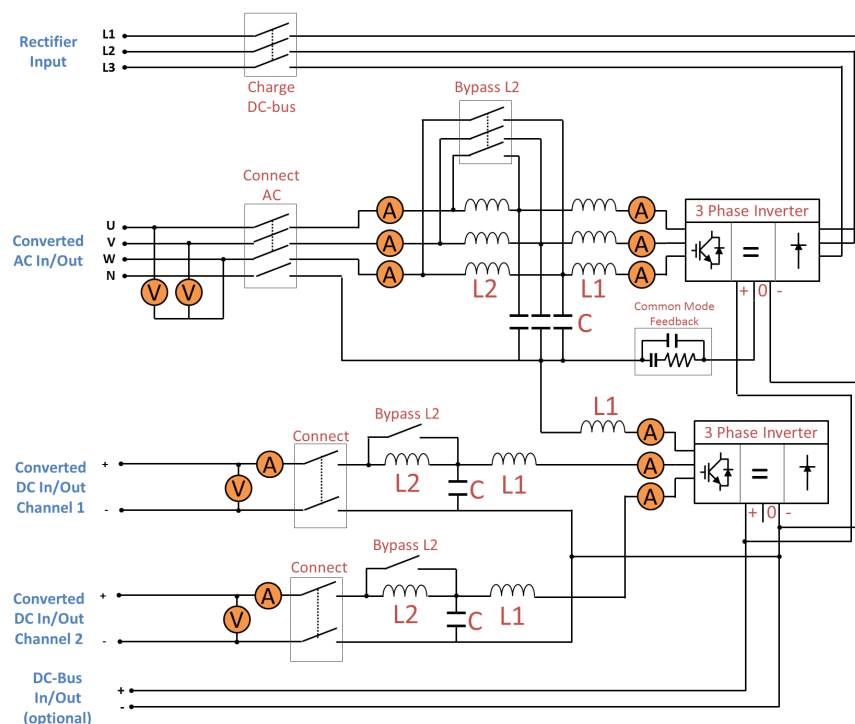 L1
Rectifier
L2
Input
L3
Charge
DC-bus
Bypass L2
Connect
AC
U
V
W
N
Converted
AC In/Out
A
A
A
A
A
A
3 Phase Inverter
=
+ 0 -
V V
L2
L1
C
Common Mode
Feedback
L1
A
3 Phase Inverter
=
+ 0 -
Bypass L2
Connect
Converted
DC In/Out
Channel 1
+
-
A
V
L2
C
L1
A
A
Bypass L2
Connect
Converted
DC In/Out
Channel 2
+
-
A
V
L2
C
L1
DC-Bus
In/Out
(optional)
+
-